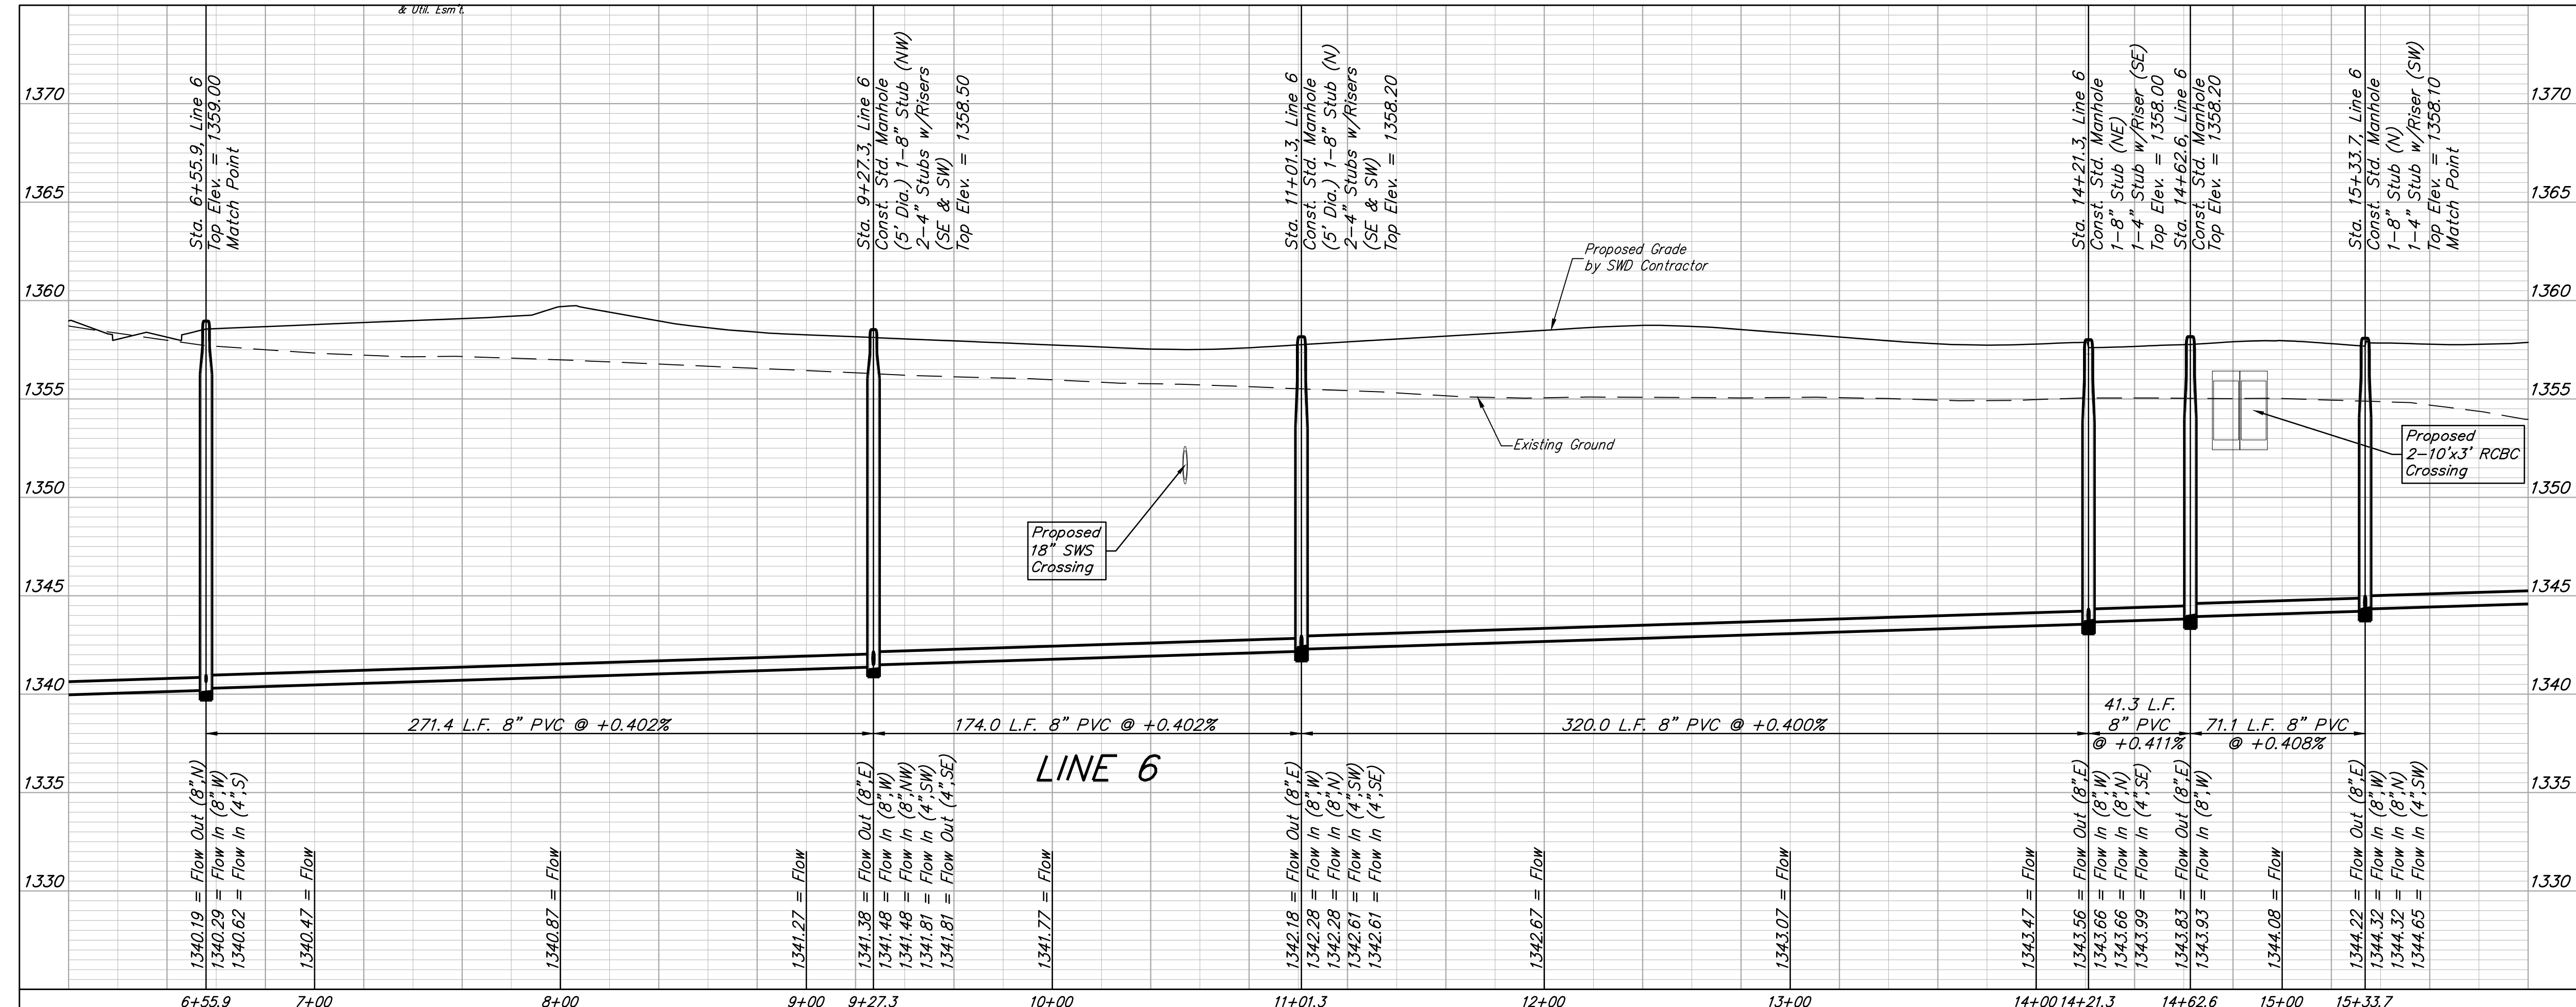 & Util. Esm't.
1370
1365
1360
1355
1350
1345
1340
1335
1330
Sta. 6+55.9, Line 6
Top Elev. = 1359.00
Match Point
Sta. 9+27.3, Line 6
Const. Std. Manhole
(5' Dia.) 1-8" Stub (NW)
2-4" Stubs w/Risers
(SE & SW)
Top Elev. = 1358.50
Sta. 11+01.3, Line 6
Const. Std. Manhole
(5' Dia.) 1-8" Stub (N)
2-4" Stubs w/Risers
(SE & SW)
Top Elev. = 1358.20
Sta. 14+21.3, Line 6
Const. Std. Manhole
1-8" Stub (NE)
1-4" Stub w/Riser (SE)
Top Elev. = 1358.00
Sta. 14+62.6, Line 6
Const. Std. Manhole
Top Elev. = 1358.20
Sta. 15+33.7, Line 6
Const. Std. Manhole
1-8" Stub (N)
1-4" Stub w/Riser (SW)
Top Elev. = 1358.10
Match Point
1370
1365
1360
1355
1350
1345
1340
1335
1330
Proposed Grade
by SWD Contractor
Existing Ground
Proposed
18" SWS
Crossing
Proposed
2-10'x3' RCBC
Crossing
271.4 L.F. 8" PVC @ +0.402%
174.0 L.F. 8" PVC @ +0.402%
320.0 L.F. 8" PVC @ +0.400%
41.3 L.F.
8" PVC
@ +0.411%
71.1 L.F. 8" PVC
@ +0.408%
LINE 6
1340.19 = Flow Out (8",N)
1340.29 = Flow In (8",W)
1340.62 = Flow In (4",S)
1340.47 = Flow
1340.87 = Flow
1341.27 = Flow
1341.38 = Flow Out (8",E)
1341.48 = Flow In (8",W)
1341.48 = Flow In (8",NW)
1341.81 = Flow In (4",SW)
1341.81 = Flow Out (4",SE)
1341.77 = Flow
1342.18 = Flow Out (8",E)
1342.28 = Flow In (8",W)
1342.28 = Flow In (8",N)
1342.61 = Flow In (4",SW)
1342.61 = Flow In (4",SE)
1342.67 = Flow
1343.07 = Flow
1343.47 = Flow
1343.56 = Flow Out (8",E)
1343.66 = Flow In (8",W)
1343.66 = Flow In (8",N)
1343.99 = Flow In (4",SE)
1343.83 = Flow Out (8",E)
1343.93 = Flow In (8",W)
1344.08 = Flow
1344.22 = Flow Out (8",E)
1344.32 = Flow In (8",W)
1344.32 = Flow In (8",N)
1344.65 = Flow In (4",SW)
6+55.9 7+00 8+00 9+00 9+27.3 10+00 11+01.3 12+00 13+00 14+00 14+21.3 14+62.6 15+00 15+33.7